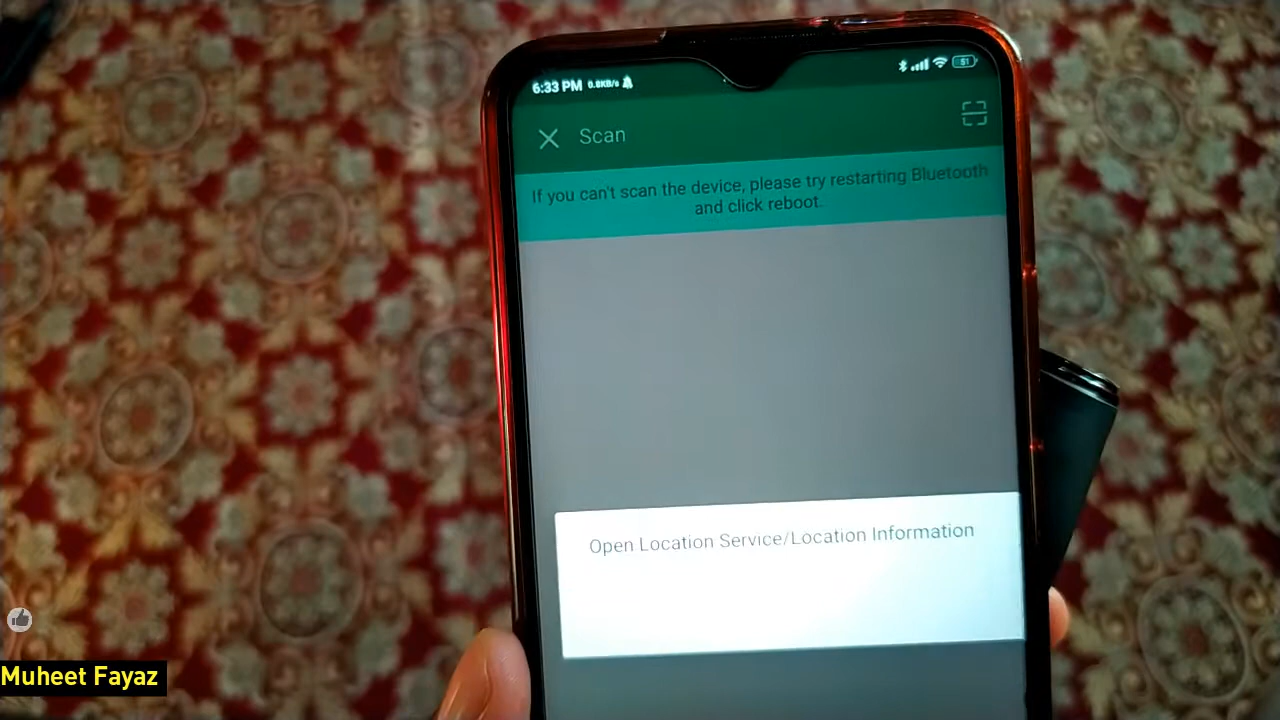 6:33 PM 0.8KB/s
51
Scan
If you can't scan the device, please try restarting Bluetooth
and click reboot.
Open Location Service/Location Information
Muheet Fayaz